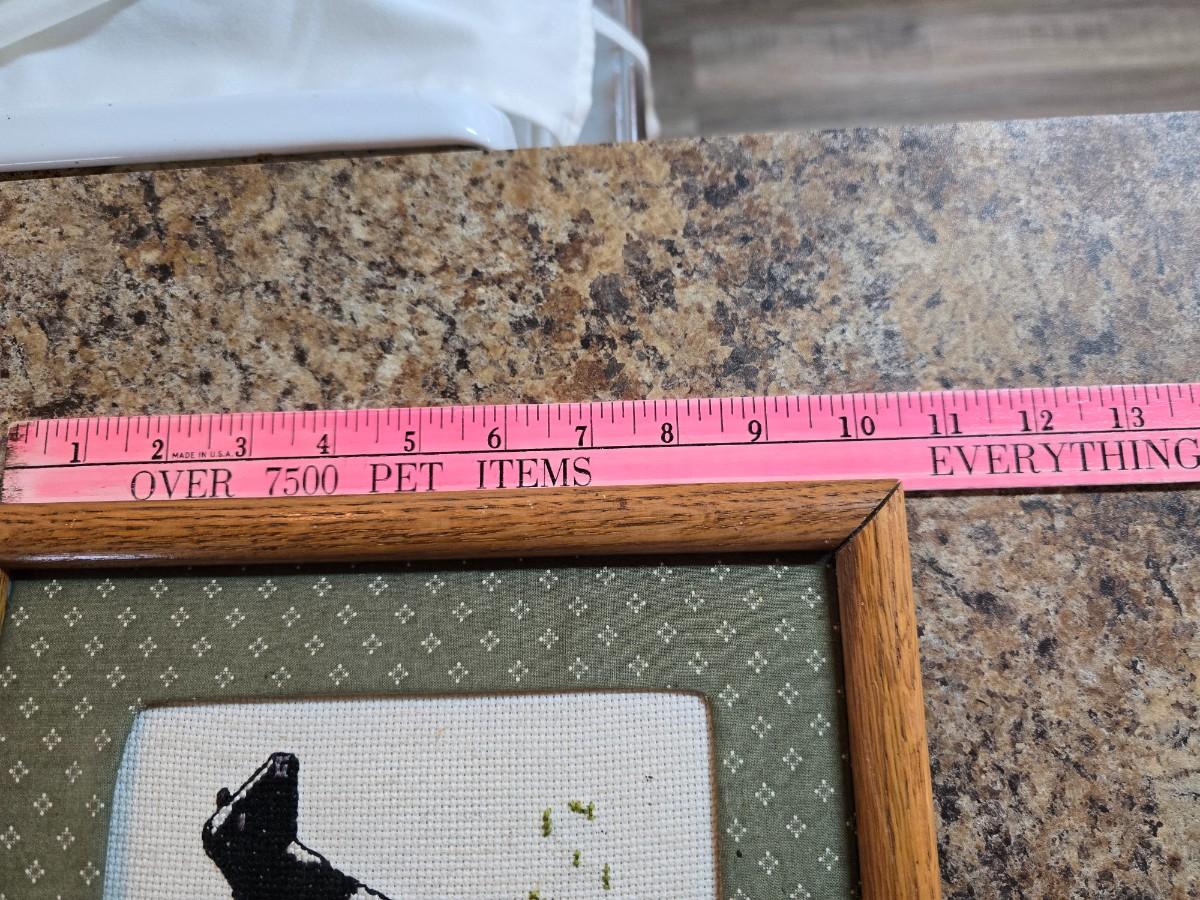 1 2 3 4 5 6 7 8 9 10 11 12 13
MADE IN U.S.A.
OVER 7500 PET ITEMS EVERYTHING